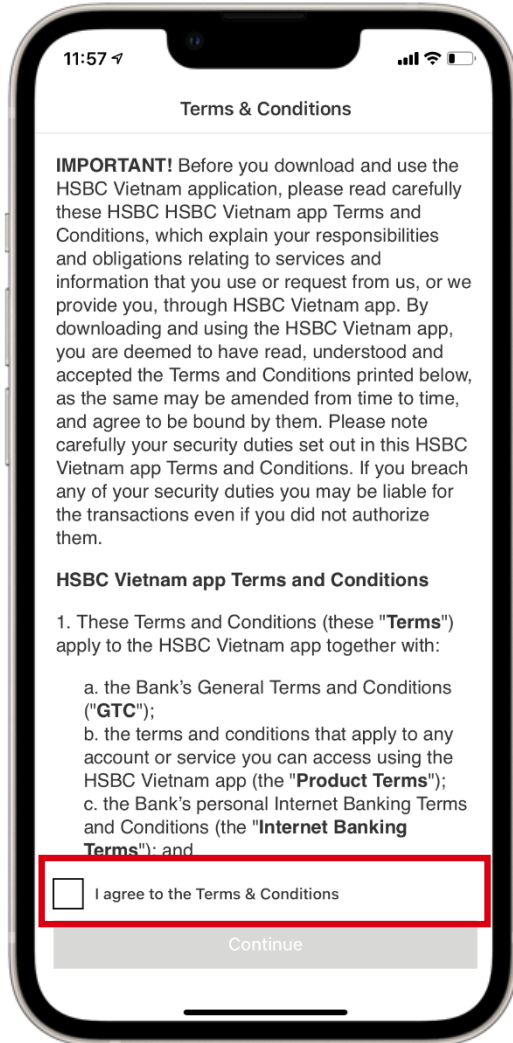 11:57
Terms & Conditions
IMPORTANT! Before you download and use the
HSBC Vietnam application, please read carefully
these HSBC HSBC Vietnam app Terms and
Conditions, which explain your responsibilities
and obligations relating to services and
information that you use or request from us, or we
provide you, through HSBC Vietnam app. By
downloading and using the HSBC Vietnam app,
you are deemed to have read, understood and
accepted the Terms and Conditions printed below,
as the same may be amended from time to time,
and agree to be bound by them. Please note
carefully your security duties set out in this HSBC
Vietnam app Terms and Conditions. If you breach
any of your security duties you may be liable for
the transactions even if you did not authorize
them.
HSBC Vietnam app Terms and Conditions
1. These Terms and Conditions (these "Terms")
apply to the HSBC Vietnam app together with:
a. the Bank's General Terms and Conditions
("GTC");
b. the terms and conditions that apply to any
account or service you can access using the
HSBC Vietnam app (the "Product Terms");
c. the Bank's personal Internet Banking Terms
and Conditions (the "Internet Banking
Terms"); and
I agree to the Terms & Conditions
Continue